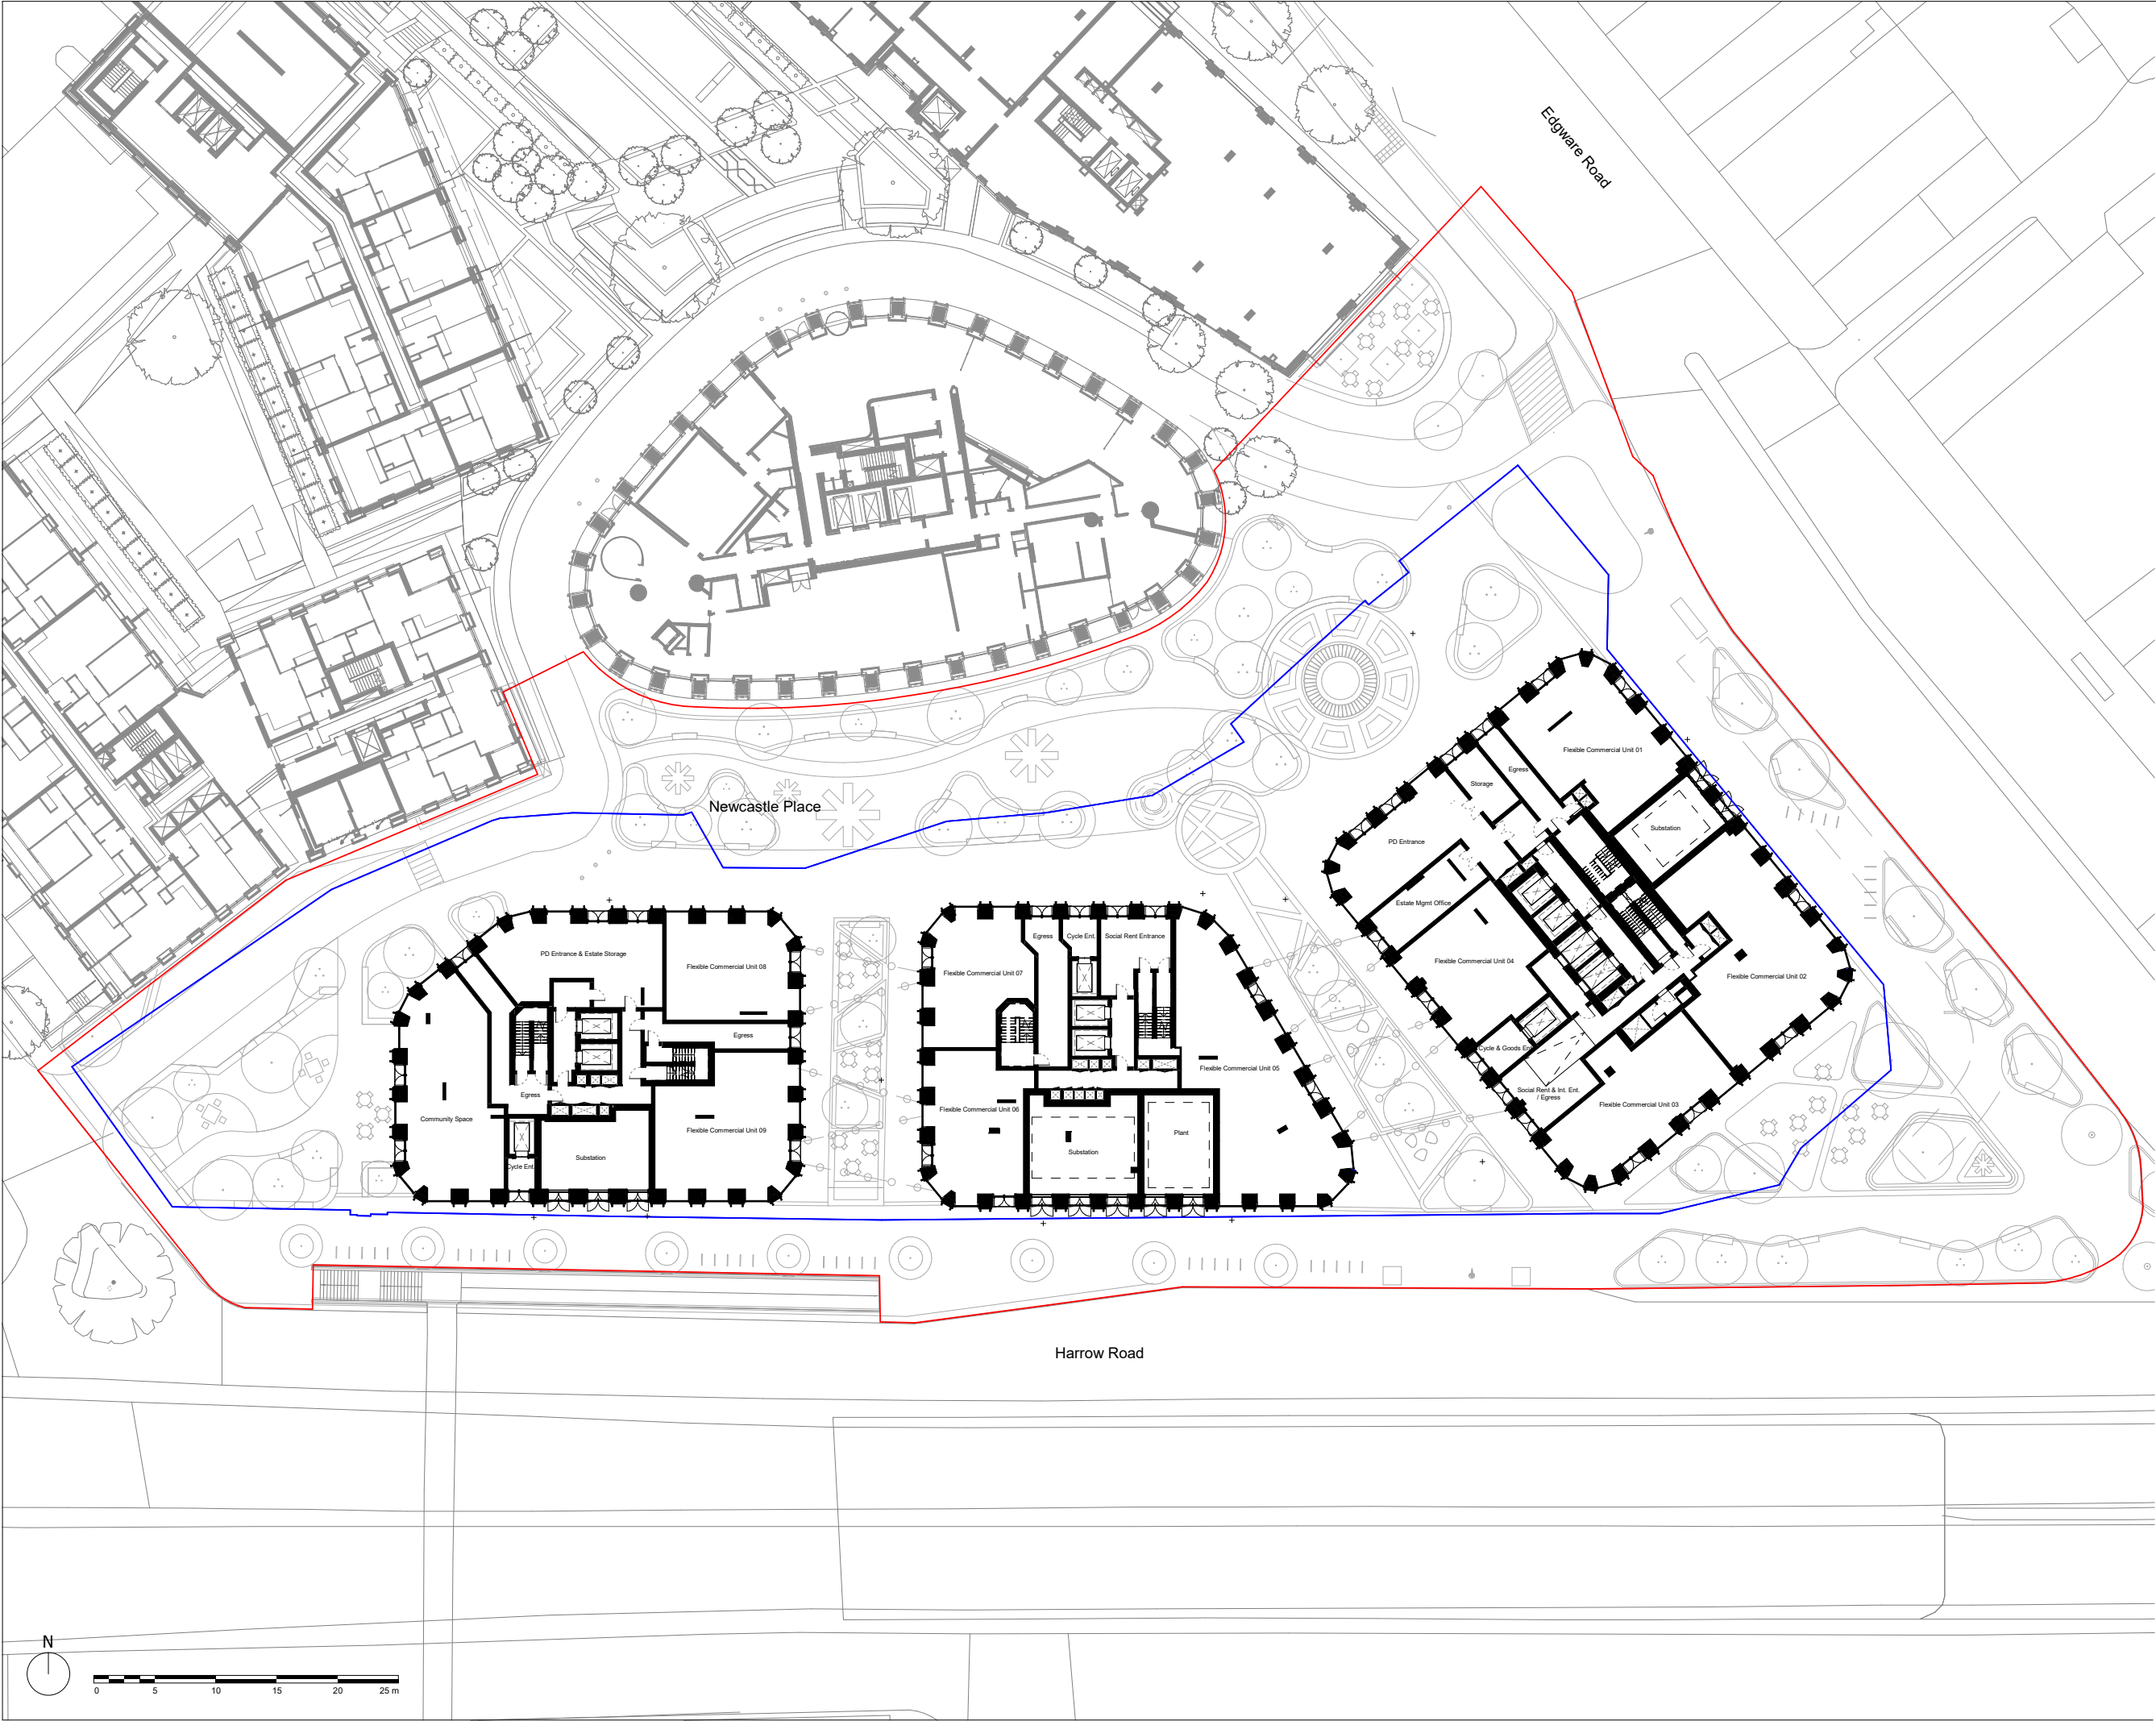 Edgware Road
Newcastle Place
Flexible Commercial Unit 01
Egress
Storage
Substation
PD Entrance
Estate Mgmt Office
Flexible Commercial Unit 04
Flexible Commercial Unit 02
Cycle & Goods Ent.
Social Rent & Int. Ent.
/ Egress
Flexible Commercial Unit 03
PD Entrance & Estate Storage
Flexible Commercial Unit 08
Egress
Egress
Community Space
Flexible Commercial Unit 09
Cycle Ent.
Substation
Egress
Cycle Ent.
Social Rent Entrance
Flexible Commercial Unit 07
Flexible Commercial Unit 05
Flexible Commercial Unit 06
Plant
Substation
Harrow Road
N
0 5 10 15 20 25 m